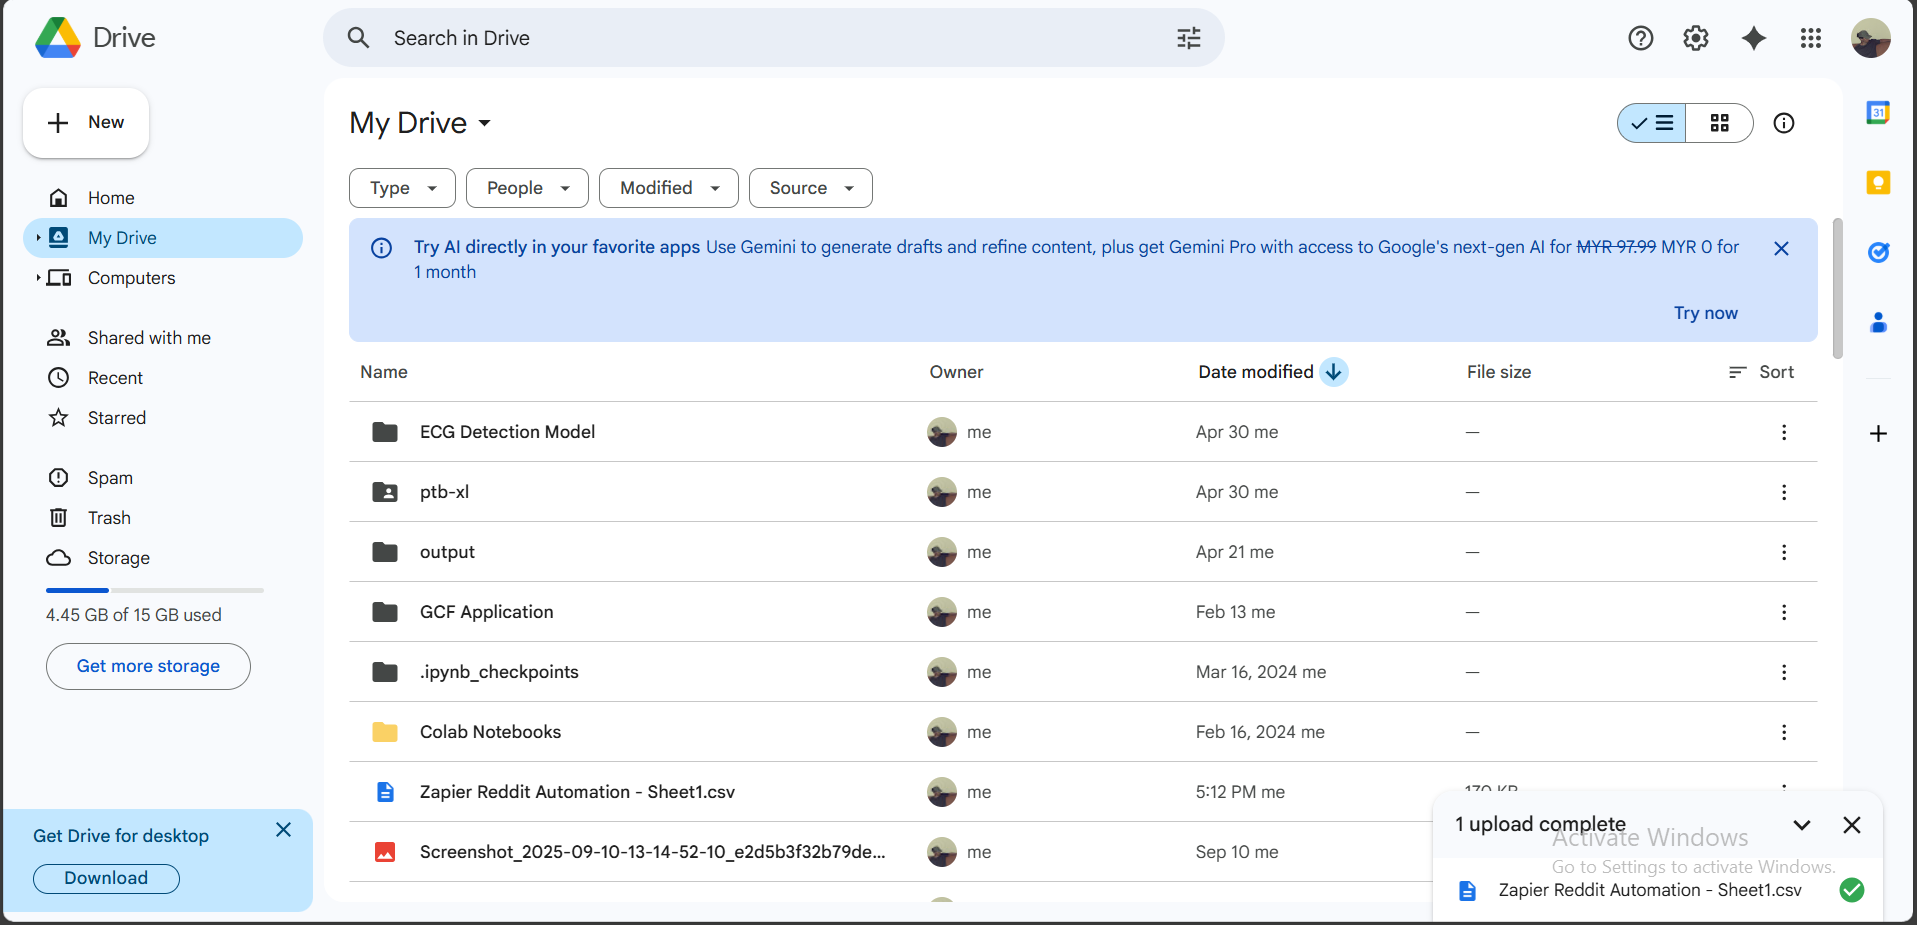 Drive
Search in Drive
New
Home
My Drive
Computers
Shared with me
Recent
Starred
Spam
Trash
Storage
4.45 GB of 15 GB used
Get more storage
Get Drive for desktop
Download
My Drive
Type
People
Modified
Source
Try AI directly in your favorite apps Use Gemini to generate drafts and refine content, plus get Gemini Pro with access to Google's next-gen AI for MYR 97.99 MYR 0 for
1 month
Try now
Name Owner Date modified File size Sort
ECG Detection Model me Apr 30 me —
ptb-xl me Apr 30 me —
output me Apr 21 me —
GCF Application me Feb 13 me —
.ipynb_checkpoints me Mar 16, 2024 me —
Colab Notebooks me Feb 16, 2024 me —
Zapier Reddit Automation - Sheet1.csv me 5:12 PM me
Screenshot_2025-09-10-13-14-52-10_e2d5b3f32b79de... me Sep 10 me
31
1 upload complete
Activate Windows
Go to Settings to activate Windows.
Zapier Reddit Automation - Sheet1.csv